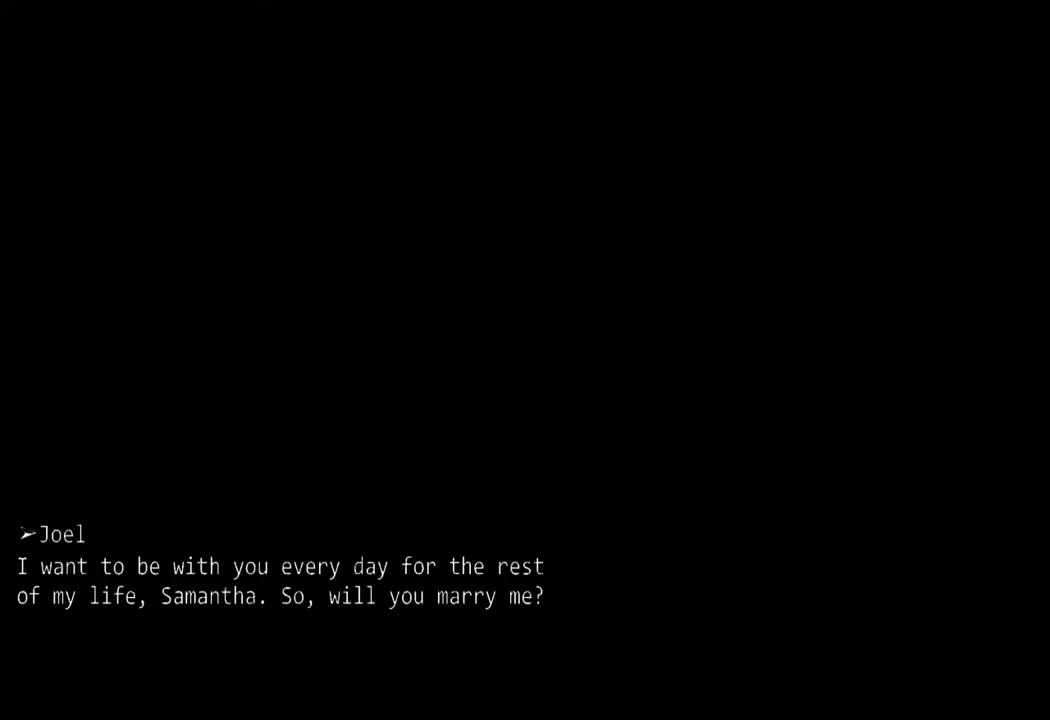 ➢Joel
I want to be with you every day for the rest
of my life, Samantha. So, will you marry me?